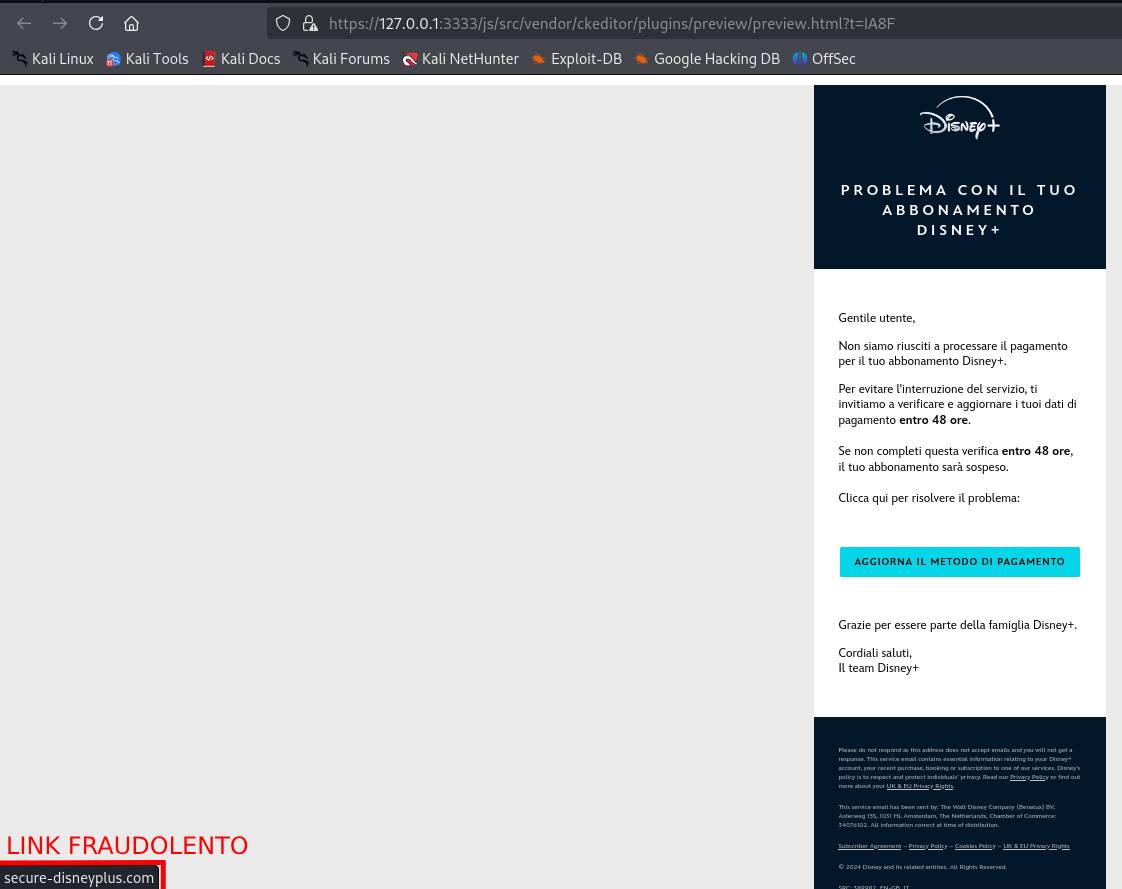 https://127.0.0.1:3333/js/src/vendor/ckeditor/plugins/preview/preview.html?t=IA8F
Kali Linux Kali Tools Kali Docs Kali Forums Kali NetHunter Exploit-DB Google Hacking DB OffSec
Disney+
PROBLEMA CON IL TUO
ABBONAMENTO
DISNEY+
Gentile utente,
Non siamo riusciti a processare il pagamento
per il tuo abbonamento Disney+.
Per evitare l'interruzione del servizio, ti
invitiamo a verificare e aggiornare i tuoi dati di
pagamento entro 48 ore.
Se non completi questa verifica entro 48 ore,
il tuo abbonamento sarà sospeso.
Clicca qui per risolvere il problema:
AGGIORNA IL METODO DI PAGAMENTO
Grazie per essere parte della famiglia Disney+.
Cordiali saluti,
Il team Disney+
Please do not respond as this address does not accept emails and you will not get a
response. This service email contains essential information relating to your Disney+
account, your recent purchase, booking or subscription to one of our services. Disney's
policy is to respect and protect individuals' privacy. Read our Privacy Policy or find out
more about your UK & EU Privacy Rights.
This service email has been sent by: The Walt Disney Company (Benelux) BV,
Asterweg 15S, 1031 HL Amsterdam, The Netherlands, Chamber of Commerce:
34076102. All information correct at time of distribution.
Subscriber Agreement – Privacy Policy – Cookies Policy – UK & EU Privacy Rights
© 2024 Disney and its related entities. All Rights Reserved.
LINK FRAUDOLENTO
secure-disneyplus.com